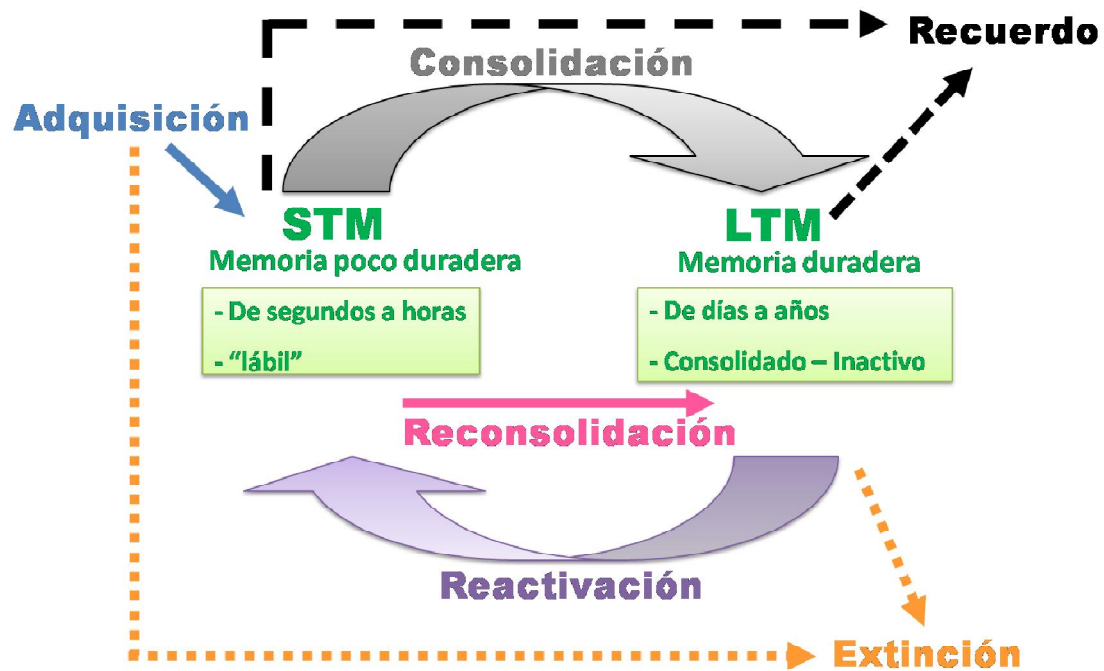 Recuerdo
Consolidación
Adquisición
STM
Memoria poco duradera
- De segundos a horas
- “lábil”
LTM
Memoria duradera
- De días a años
- Consolidado – Inactivo
Reconsolidación
Reactivación
Extinción